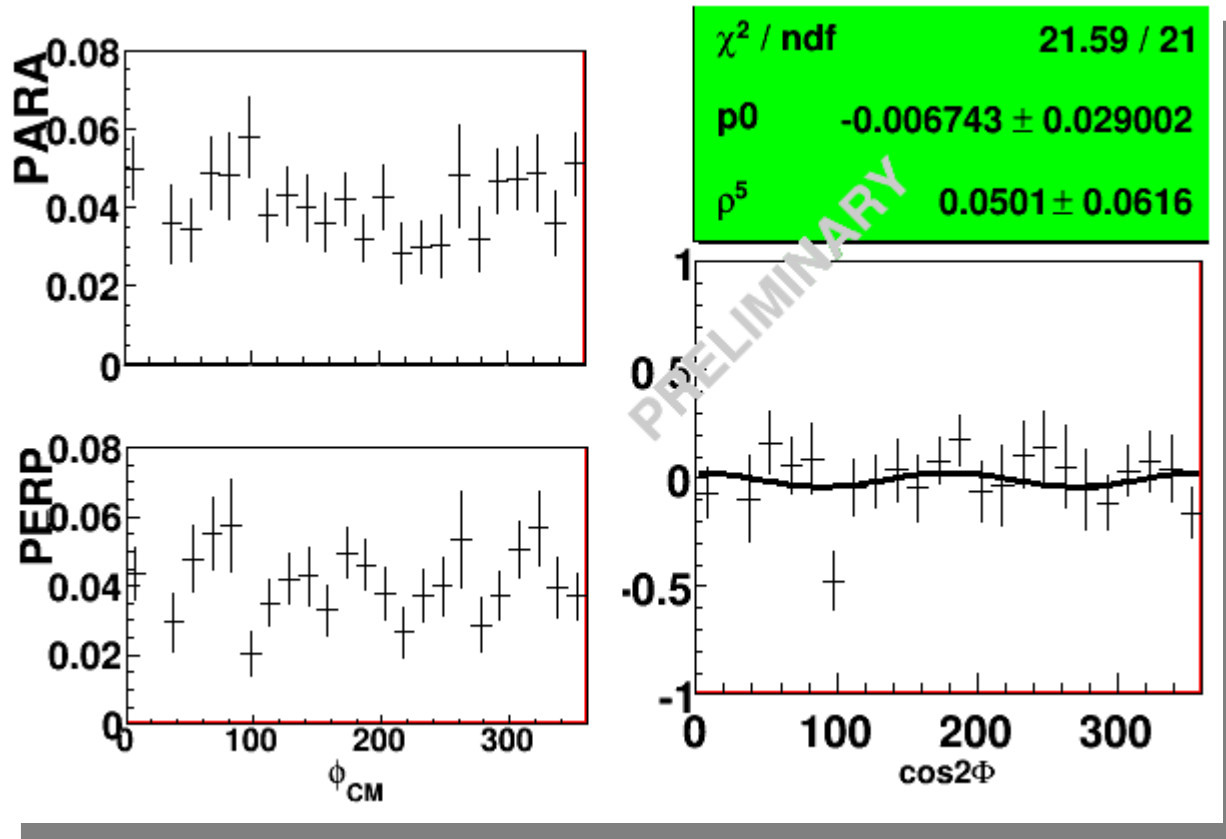 PARA
0.08
0.06
0.04
0.02
0
PERP
0.08
0.06
0.04
0.02
0
0 100 200 300
ϕCM
χ² / ndf 21.59 / 21
p0 -0.006743 ± 0.029002
ρ⁵ 0.0501 ± 0.0616
PRELIMINARY
1
0.5
0
-0.5
-1
0 100 200 300
cos2Φ